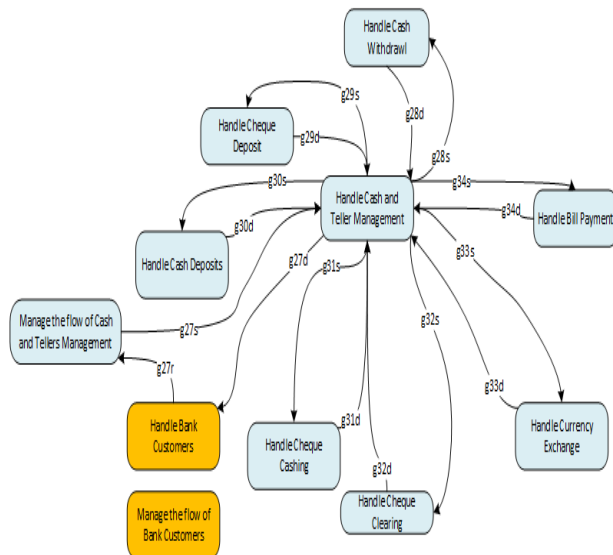 Handle Cash
Withdrawl
g29s
g28d
Handle Cheque
Deposit
g29d
g28s
g30s
Handle Cash and
Teller Management
g34s
g34d
Handle Bill Payment
g30d
Handle Cash Deposits
g27d
g31s
g33s
Manage the flow of Cash
and Tellers Management
g27s
g32s
g27r
g33d
Handle Bank
Customers
g31d
Handle Cheque
Cashing
Handle Currency
Exchange
g32d
Handle Cheque
Clearing
Manage the flow of
Bank Customers